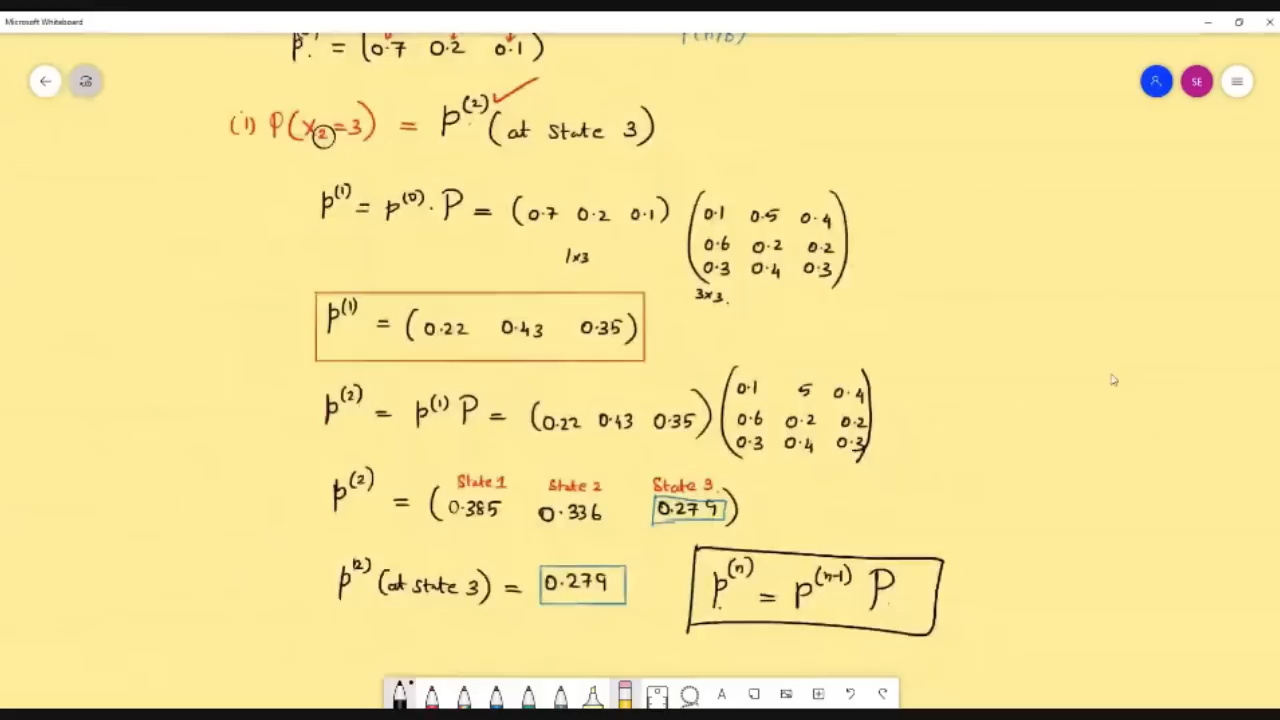 Microsoft Whiteboard
p = (0.7 0.2 0.1)
SE
(i) P(X₂=3) = p⁽²⁾ (at state 3)
p⁽¹⁾ = p⁽⁰⁾ . P = (0.7 0.2 0.1) (0.1 0.5 0.4
0.6 0.2 0.2
0.3 0.4 0.3)
1×3
3×3.
p⁽¹⁾ = (0.22 0.43 0.35)
p⁽²⁾ = p⁽¹⁾ P = (0.22 0.43 0.35) (0.1 5 0.4
0.6 0.2 0.2
0.3 0.4 0.3)
State 1 State 2 State 3.
p⁽²⁾ = (0.385 0.336 0.279)
p⁽²⁾ (at state 3) = 0.279
p⁽ⁿ⁾ = p⁽ⁿ⁻¹⁾ P